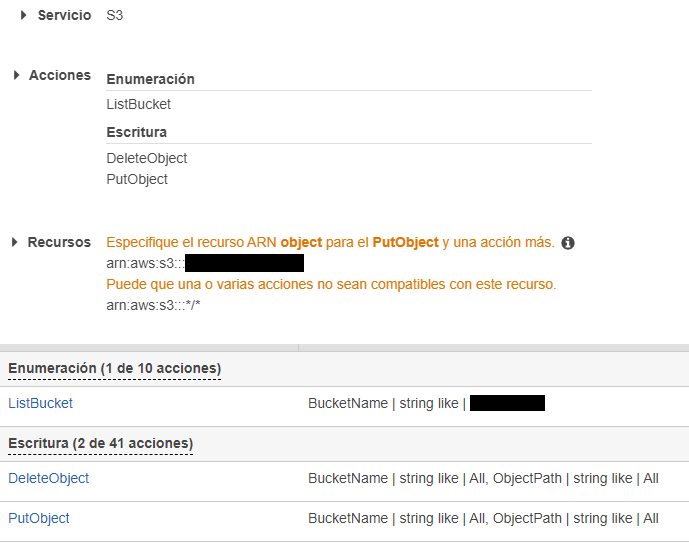 Servicio S3
Acciones Enumeración
ListBucket
Escritura
DeleteObject
PutObject
Recursos Especifique el recurso ARN object para el PutObject y una acción más.
arn:aws:s3:::
Puede que una o varias acciones no sean compatibles con este recurso.
arn:aws:s3:::*/*
Enumeración (1 de 10 acciones)
ListBucket BucketName | string like |
Escritura (2 de 41 acciones)
DeleteObject BucketName | string like | All, ObjectPath | string like | All
PutObject BucketName | string like | All, ObjectPath | string like | All